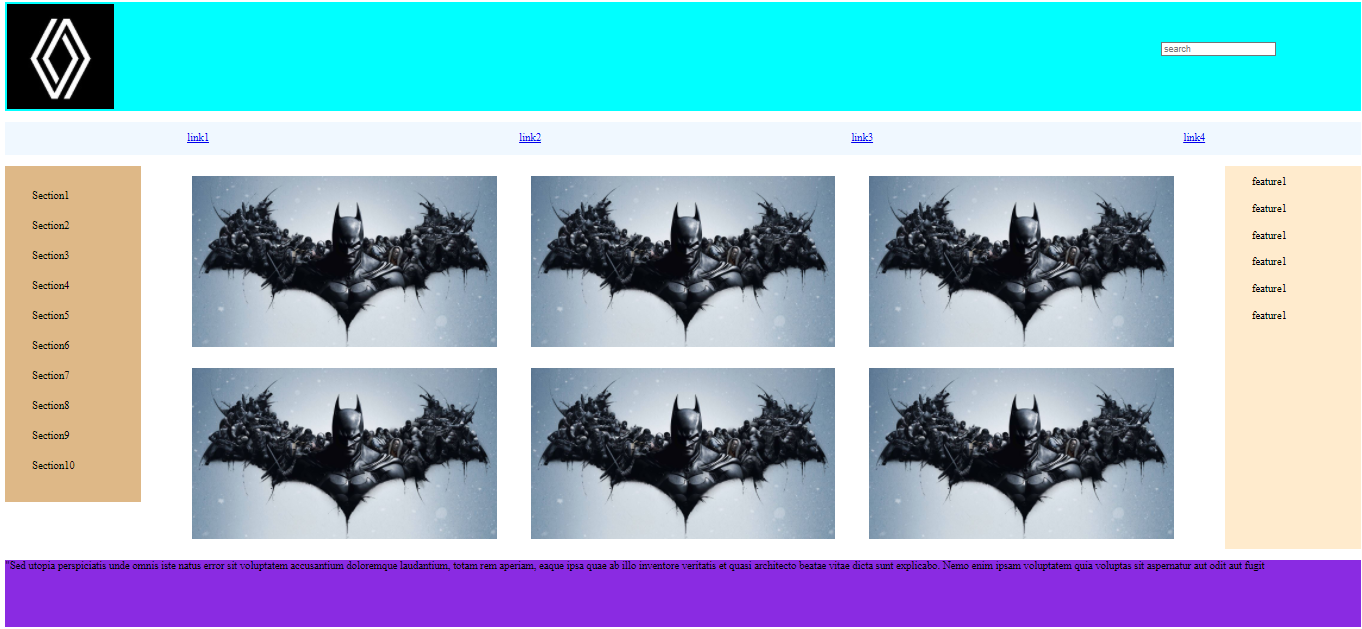 search
link1 link2 link3 link4
Section1
Section2
Section3
Section4
Section5
Section6
Section7
Section8
Section9
Section10
feature1
feature1
feature1
feature1
feature1
feature1
"Sed utopia perspiciatis unde omnis iste natus error sit voluptatem accusantium doloremque laudantium, totam rem aperiam, eaque ipsa quae ab illo inventore veritatis et quasi architecto beatae vitae dicta sunt explicabo. Nemo enim ipsam voluptatem quia voluptas sit aspernatur aut odit aut fugit